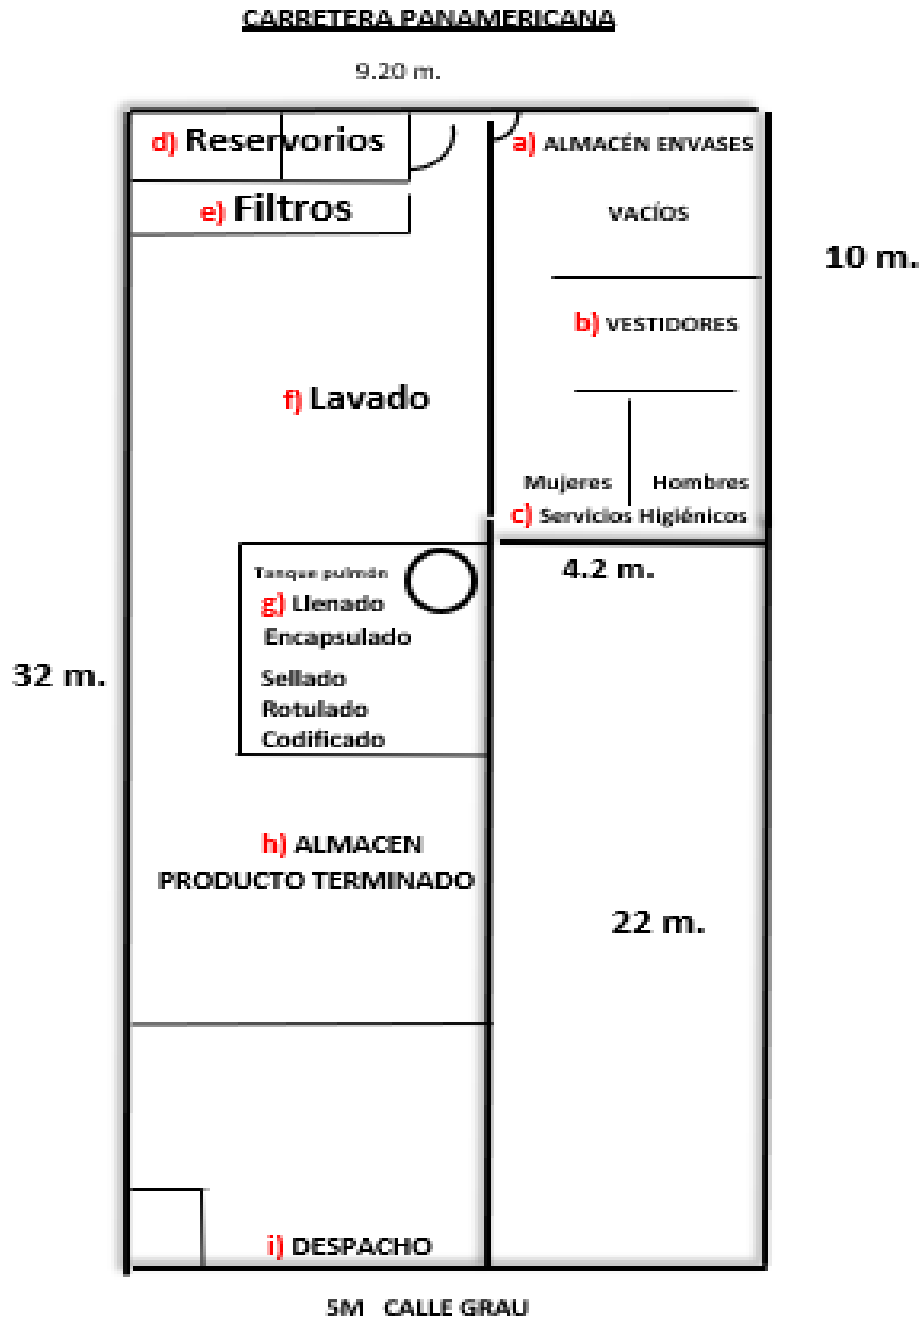 CARRETERA PANAMERICANA
9.20 m.
d) Reservorios
a) ALMACÉN ENVASES
VACÍOS
e) Filtros
10 m.
b) VESTIDORES
f) Lavado
Mujeres Hombres
c) Servicios Higiénicos
4.2 m.
Tanque pulmón
g) Llenado
Encapsulado
Sellado
Rotulado
Codificado
32 m.
h) ALMACEN
PRODUCTO TERMINADO
22 m.
i) DESPACHO
5M CALLE GRAU